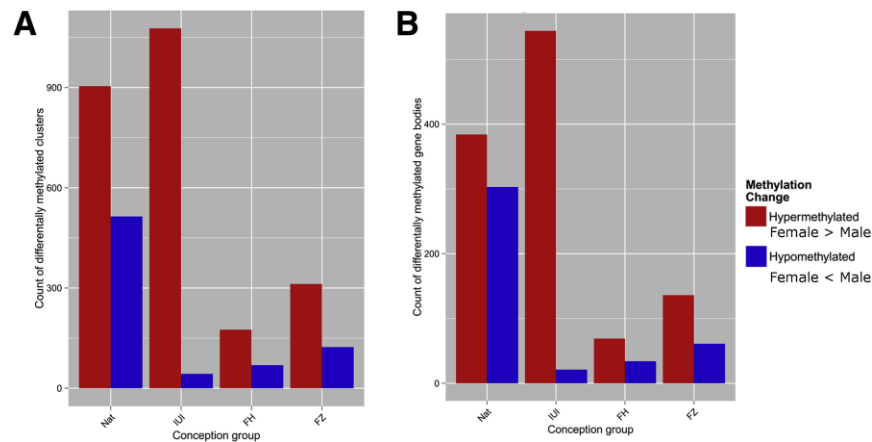 A
Count of differentially methylated clusters
900
600
300
0
Nat
IUI
FH
FZ
Conception group
B
Count of differentially methylated gene bodies
400
200
0
Nat
IUI
FH
FZ
Conception group
Methylation
Change
Hypermethylated
Female > Male
Hypomethylated
Female < Male